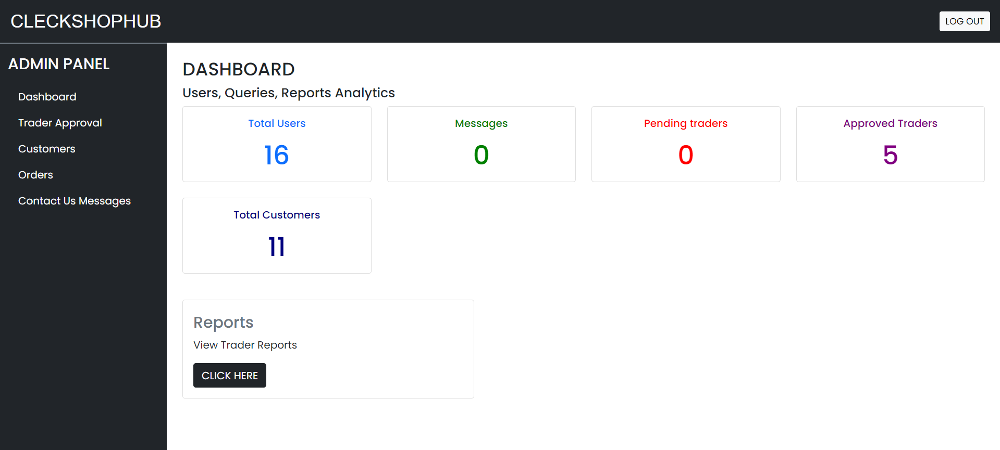 CLECKSHOPHUB
LOG OUT
ADMIN PANEL
Dashboard
Trader Approval
Customers
Orders
Contact Us Messages
DASHBOARD
Users, Queries, Reports Analytics
Total Users
16
Messages
0
Pending traders
0
Approved Traders
5
Total Customers
11
Reports
View Trader Reports
CLICK HERE